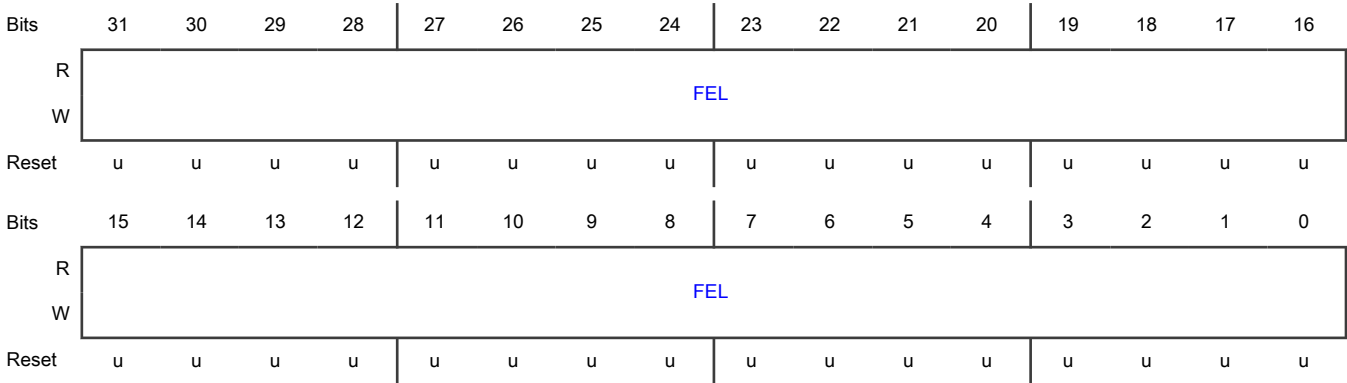 Bits 31 30 29 28 27 26 25 24 23 22 21 20 19 18 17 16
R
FEL
W
Reset u u u u u u u u u u u u u u u u
Bits 15 14 13 12 11 10 9 8 7 6 5 4 3 2 1 0
R
FEL
W
Reset u u u u u u u u u u u u u u u u